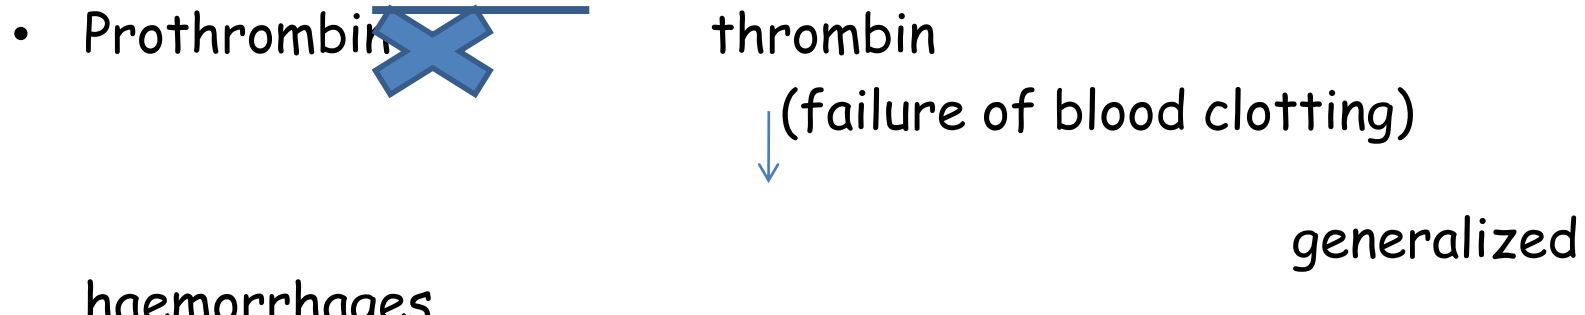 • Prothrombin thrombin
(failure of blood clotting)
generalized
haemorrhages